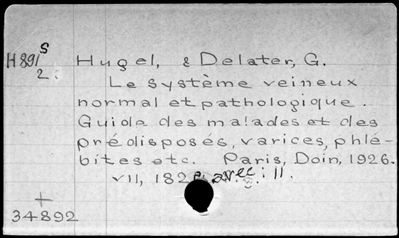 H891 S Hugel, & Delater, G.
2: Le système veineux
normal et pathologique.
Guide des malades et des
prédisposés, varices, phlé-
bites etc. Paris, Doin, 1926.
VII, 182 avec: II.
+
34892